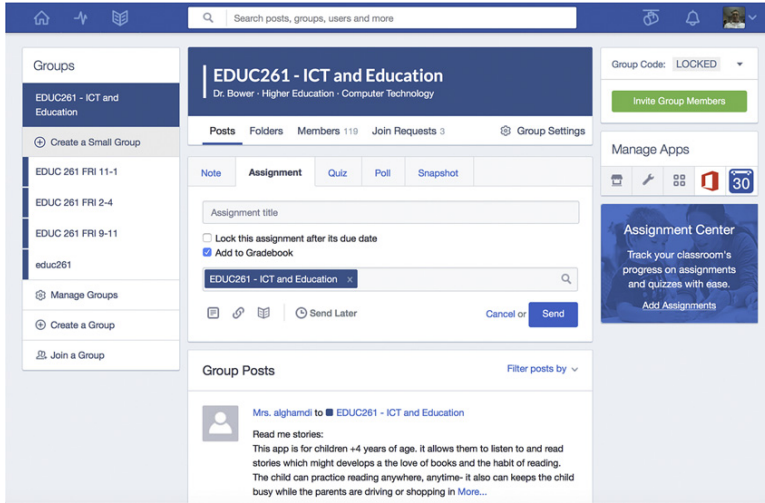 Search posts, groups, users and more
Groups
EDUC261 - ICT and
Education
Create a Small Group
EDUC 261 FRI 11-1
EDUC 261 FRI 2-4
EDUC 261 FRI 9-11
educ261
Manage Groups
Create a Group
Join a Group
EDUC261 - ICT and Education
Dr. Bower · Higher Education · Computer Technology
Posts Folders Members 119 Join Requests 3 Group Settings
Note Assignment Quiz Poll Snapshot
Assignment title
Lock this assignment after its due date
Add to Gradebook
EDUC261 - ICT and Education x
Send Later Cancel or Send
Group Posts Filter posts by
Mrs. alghamdi to EDUC261 - ICT and Education
Read me stories:
This app is for children +4 years of age. it allows them to listen to and read
stories which might develops a the love of books and the habit of reading.
The child can practice reading anywhere, anytime- it also can keeps the child
busy while the parents are driving or shopping in More...
Group Code: LOCKED
Invite Group Members
Manage Apps
30
Assignment Center
Track your classroom's
progress on assignments
and quizzes with ease.
Add Assignments